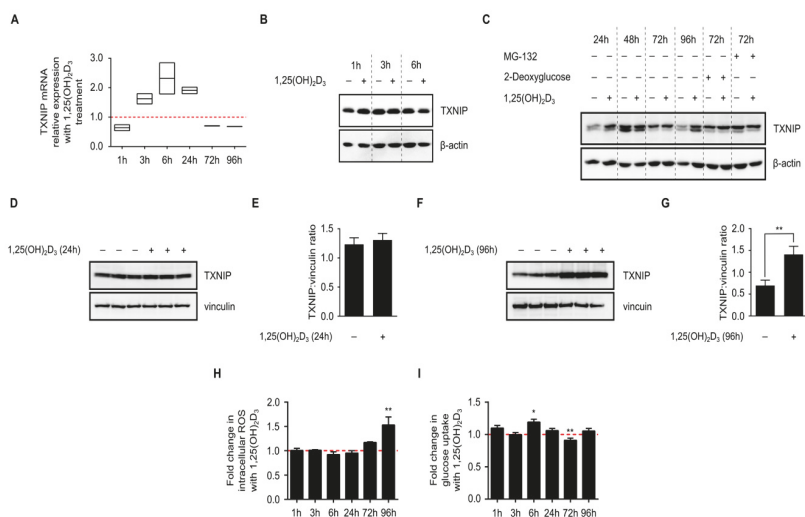 A
TXNIP mRNA
relative expression
with 1,25(OH)2D3
treatment
3.0
2.0
1.0
0.0
1h 3h 6h 24h 72h 96h
B
1h 3h 6h
1,25(OH)2D3 – + – + – +
TXNIP
β-actin
C
24h 48h 72h 96h 72h 72h
MG-132 – – – – – – – – – – + +
2-Deoxyglucose – – – – – – – – + + – –
1,25(OH)2D3 – + – + – + – + – + – +
TXNIP
β-actin
D
1,25(OH)2D3 (24h) – – – + + +
TXNIP
vinculin
E
TXNIP:vinculin ratio
1.5
1.0
0.5
0.0
1,25(OH)2D3 (24h) – +
F
1,25(OH)2D3 (96h) – – – + + +
TXNIP
vincuin
G
TXNIP:vinculin ratio
2.0
1.5
1.0
0.5
0.0
**
1,25(OH)2D3 (96h) – +
H
Fold change in
intracellular ROS
with 1,25(OH)2D3
2.0
1.5
1.0
0.5
0.0
**
1h 3h 6h 24h 72h 96h
I
Fold change in
glucose uptake
with 1,25(OH)2D3
1.5
1.0
0.5
0.0
*
**
1h 3h 6h 24h 72h 96h